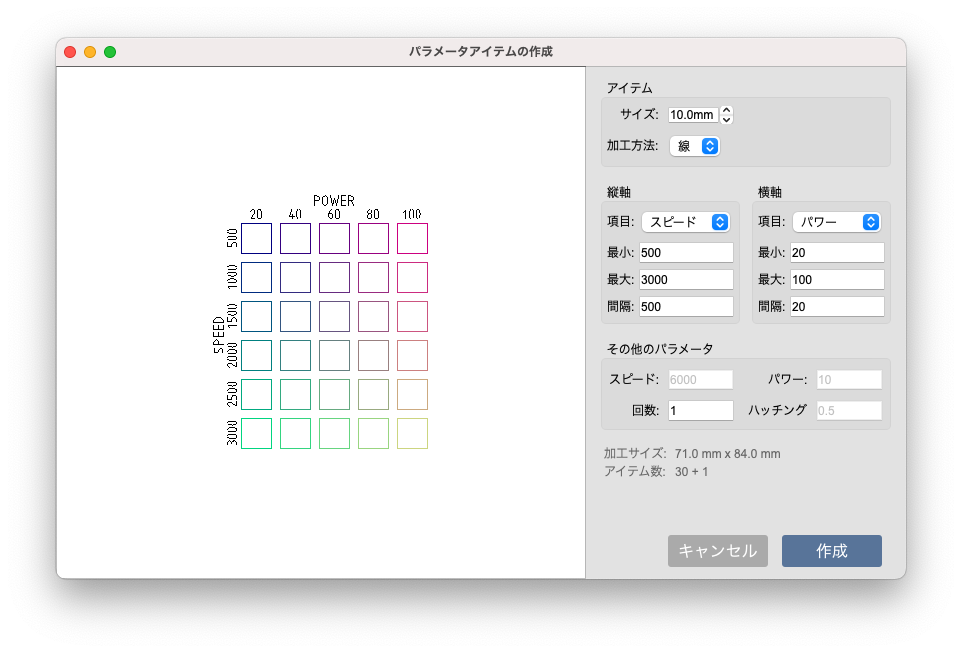 パラメータアイテムの作成
POWER
20 40 60 80 100
SPEED
500
1000
1500
2000
2500
3000
アイテム
サイズ: 10.0mm
加工方法: 線
縦軸
項目: スピード
最小: 500
最大: 3000
間隔: 500
横軸
項目: パワー
最小: 20
最大: 100
間隔: 20
その他のパラメータ
スピード: 6000 パワー: 10
回数: 1 ハッチング 0.5
加工サイズ: 71.0 mm x 84.0 mm
アイテム数: 30 + 1
キャンセル 作成